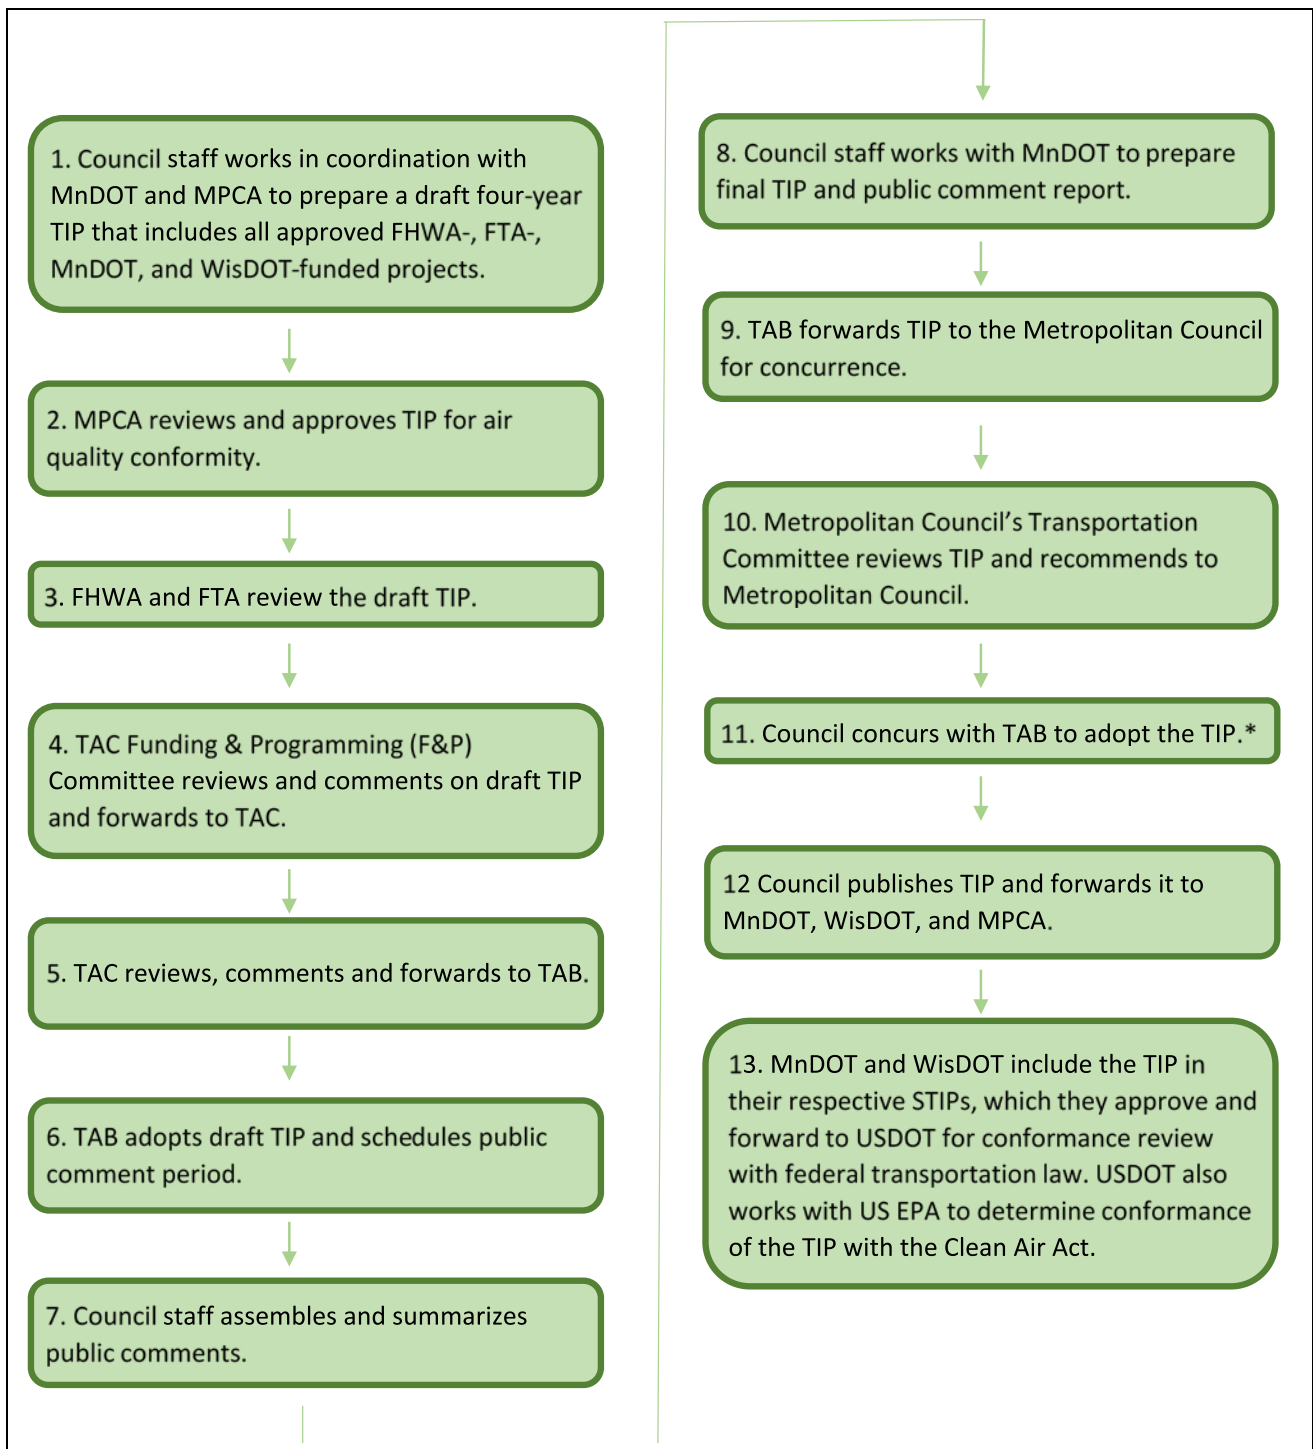 1. Council staff works in coordination with
MnDOT and MPCA to prepare a draft four-year
TIP that includes all approved FHWA-, FTA-,
MnDOT, and WisDOT-funded projects.
2. MPCA reviews and approves TIP for air
quality conformity.
3. FHWA and FTA review the draft TIP.
4. TAC Funding & Programming (F&P)
Committee reviews and comments on draft TIP
and forwards to TAC.
5. TAC reviews, comments and forwards to TAB.
6. TAB adopts draft TIP and schedules public
comment period.
7. Council staff assembles and summarizes
public comments.
8. Council staff works with MnDOT to prepare
final TIP and public comment report.
9. TAB forwards TIP to the Metropolitan Council
for concurrence.
10. Metropolitan Council’s Transportation
Committee reviews TIP and recommends to
Metropolitan Council.
11. Council concurs with TAB to adopt the TIP.*
12 Council publishes TIP and forwards it to
MnDOT, WisDOT, and MPCA.
13. MnDOT and WisDOT include the TIP in
their respective STIPs, which they approve and
forward to USDOT for conformance review
with federal transportation law. USDOT also
works with US EPA to determine conformance
of the TIP with the Clean Air Act.